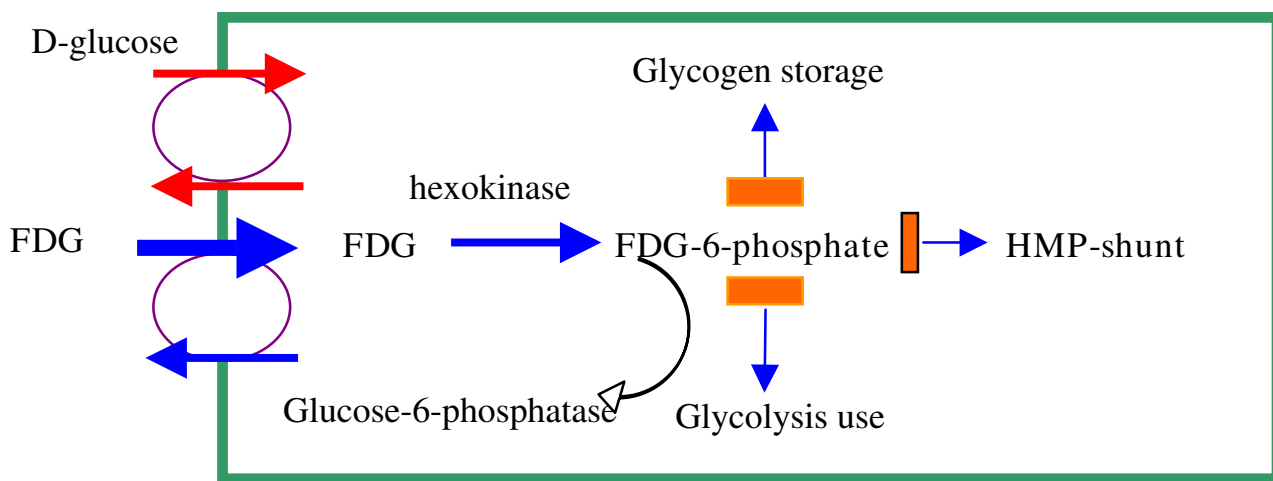 D-glucose
Glycogen storage
hexokinase
FDG
FDG
FDG-6-phosphate
HMP-shunt
Glucose-6-phosphatase
Glycolysis use